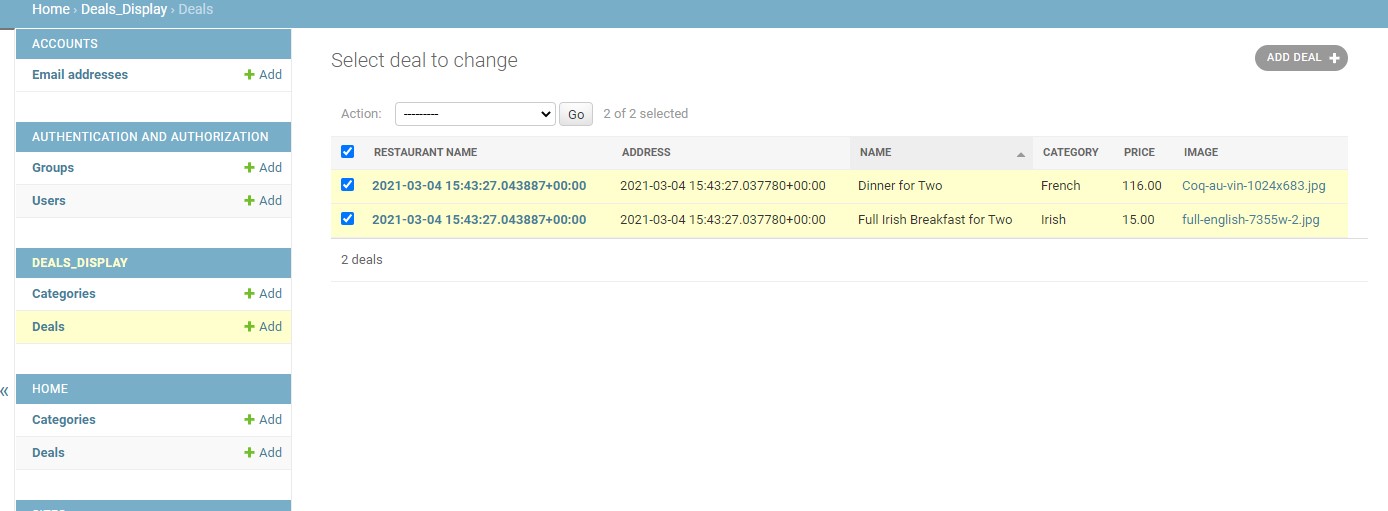 Home › Deals_Display › Deals
ACCOUNTS
Email addresses
Add
AUTHENTICATION AND AUTHORIZATION
Groups
Add
Users
Add
DEALS_DISPLAY
Categories
Add
Deals
Add
«
HOME
Categories
Add
Deals
Add
Select deal to change
ADD DEAL
Action: --------- Go 2 of 2 selected
RESTAURANT NAME ADDRESS NAME CATEGORY PRICE IMAGE
2021-03-04 15:43:27.043887+00:00 2021-03-04 15:43:27.037780+00:00 Dinner for Two French 116.00 Coq-au-vin-1024x683.jpg
2021-03-04 15:43:27.043887+00:00 2021-03-04 15:43:27.037780+00:00 Full Irish Breakfast for Two Irish 15.00 full-english-7355w-2.jpg
2 deals